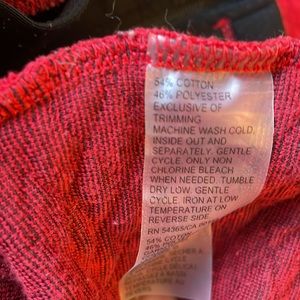 54% COTTON
46% POLYESTER
EXCLUSIVE OF
TRIMMING
MACHINE WASH COLD,
INSIDE OUT AND
SEPARATELY. GENTLE
CYCLE. ONLY NON
CHLORINE BLEACH
WHEN NEEDED. TUMBLE
DRY LOW. GENTLE
CYCLE. IRON AT LOW
TEMPERATURE ON
REVERSE SIDE
RN 54365/CA
54% COTTON
46%